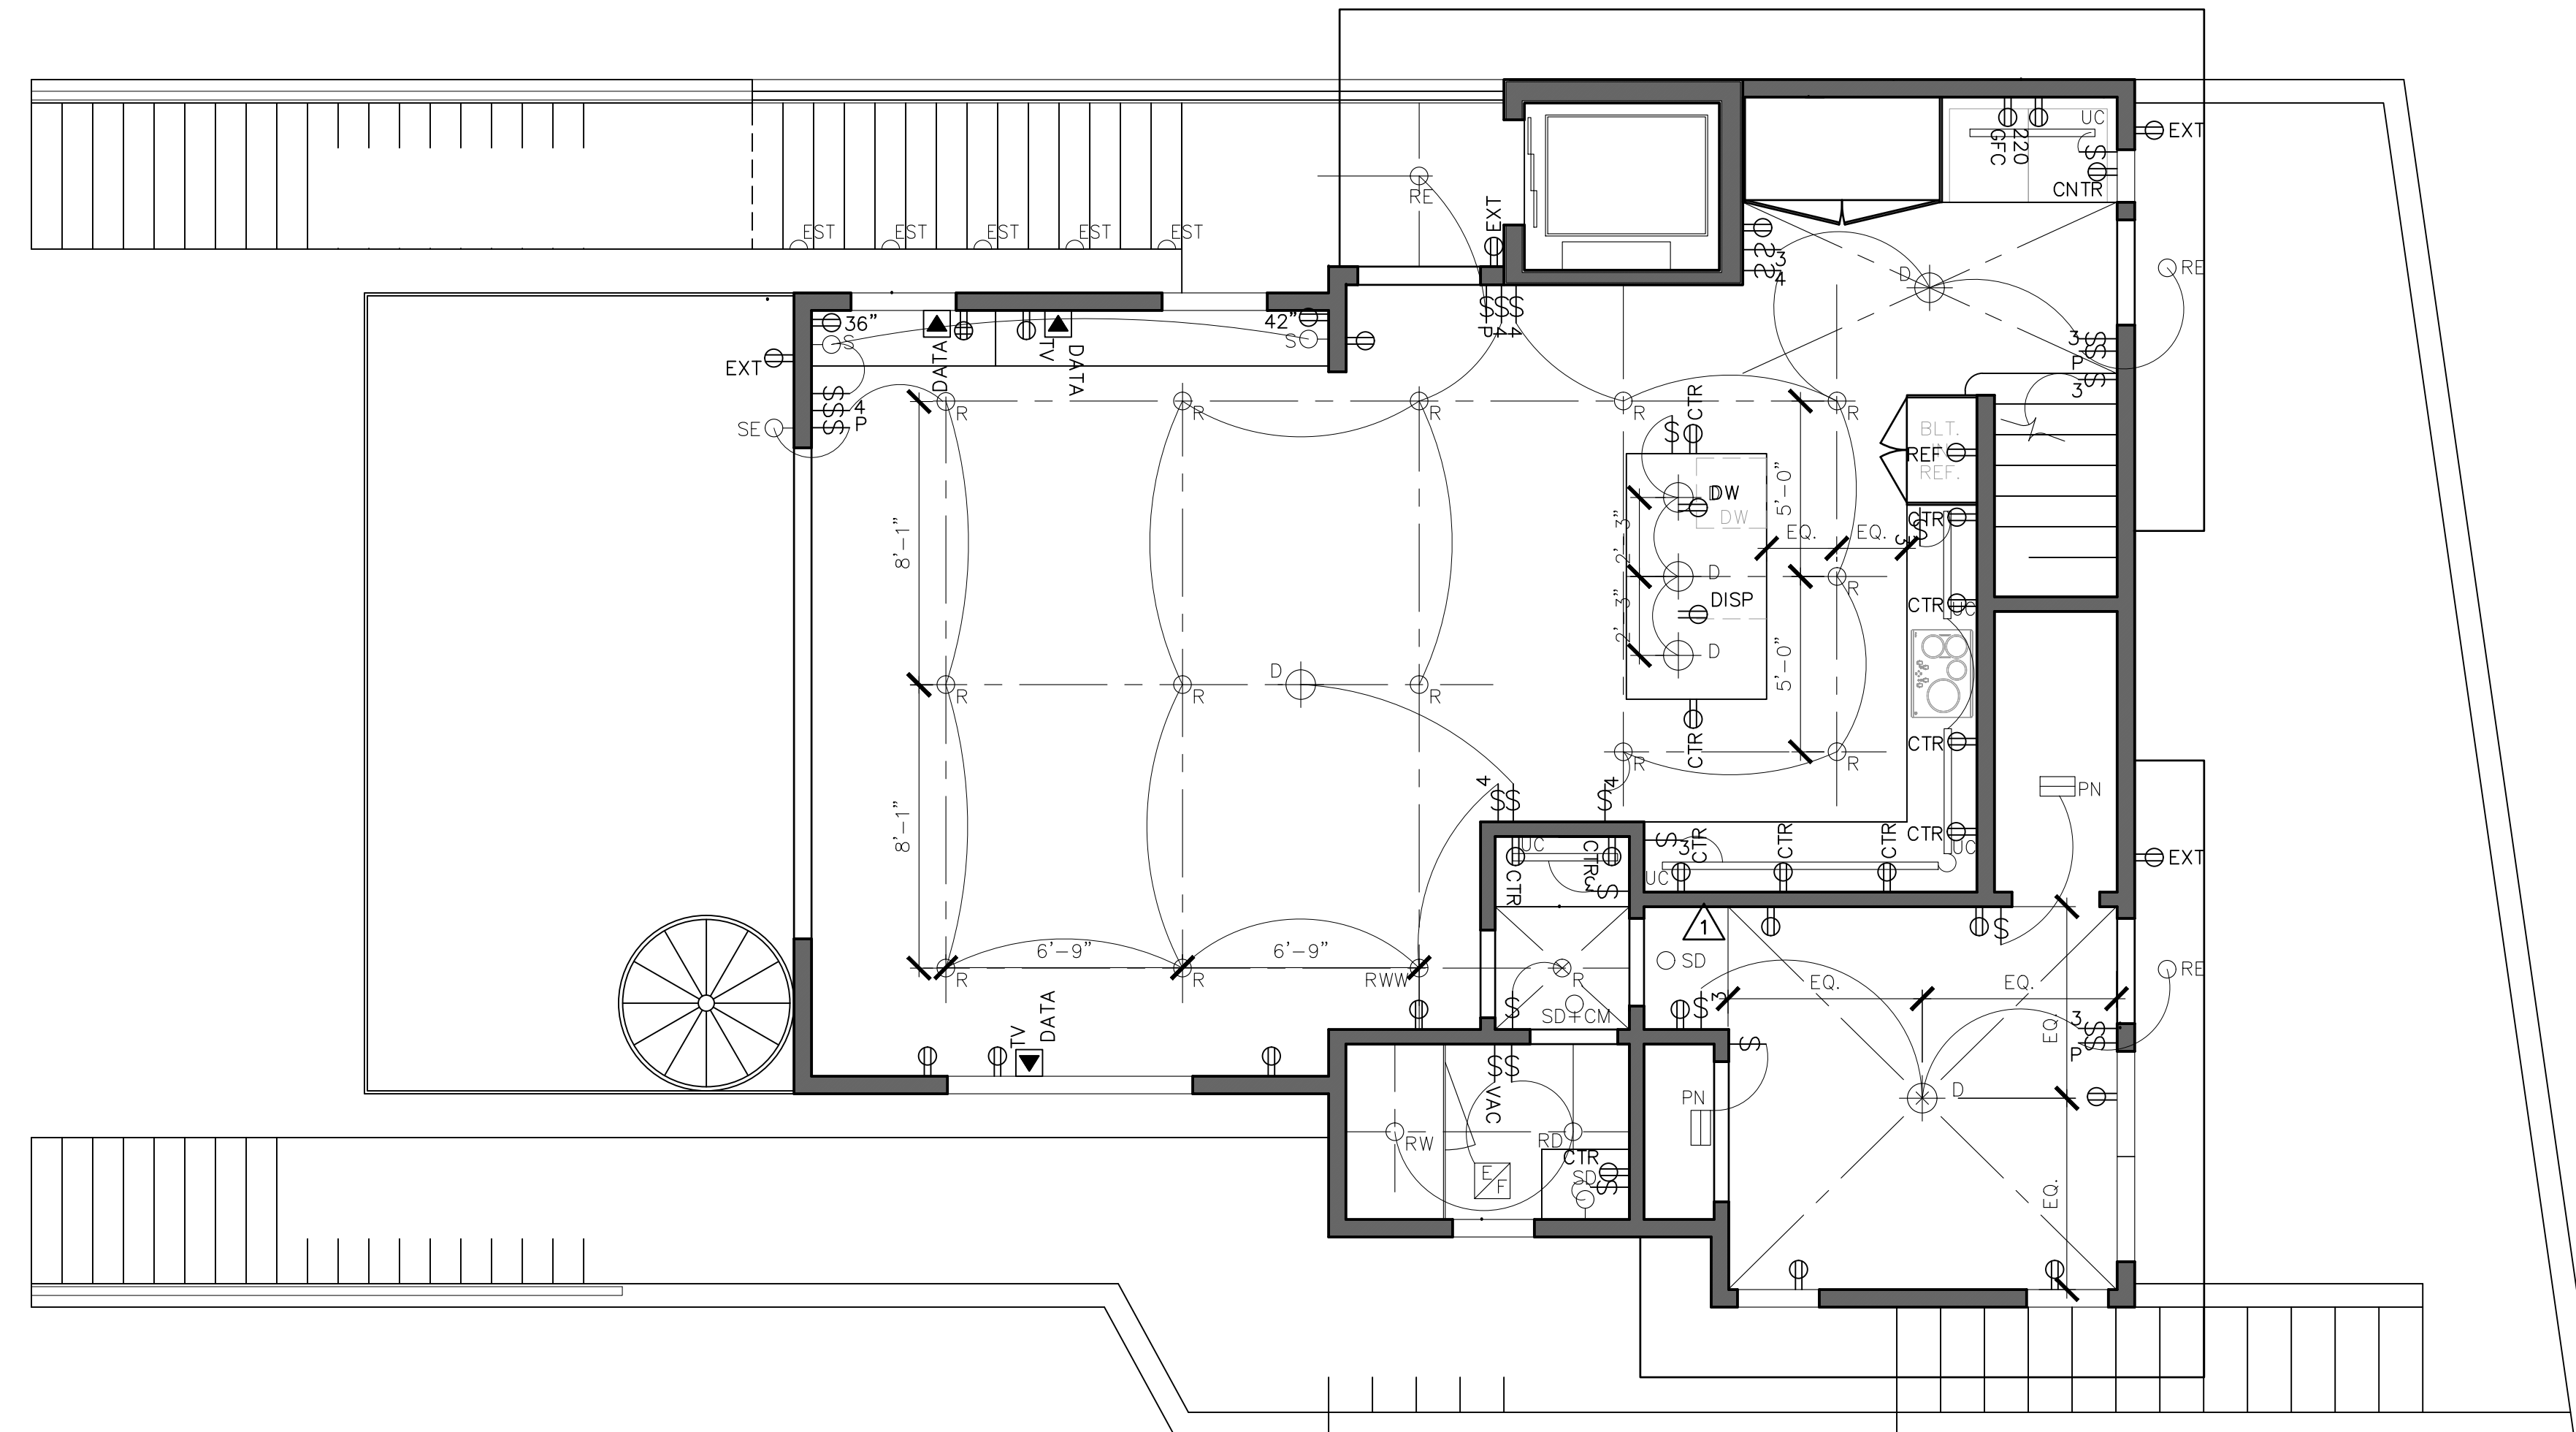 UC
EXT
220
GFC
CNTR
EST
EST
EST
EST
EST
RE
EXT
3
4
D
RE
36”
S
DATA
TV
DATA
42”
S
P
4
4
EXT
4
P
SE
3
P
3
R
R
R
R
R
CTR
BLT.
IN
REF.
REF
8'-1”
DW
D
DW
2'-3”
5'-0”
EQ.
EQ.
CTR
3
D
DISP
2'-3”
D
5'-0”
CTR
UC
D
R
R
R
R
CTR
CTR
R
R
4
4
PN
8'-1”
UC
CTR
CTR
3
3
CTR
CTR
CTR
CTR
UC
UC
EXT
1
6'-9”
6'-9”
R
R
RWW
R
SD
SD+CM
3
EQ.
EQ.
RE
TV
DATA
EQ.
3
P
VAC
PN
D
RW
RD
CTR
SD
E
F
EQ.